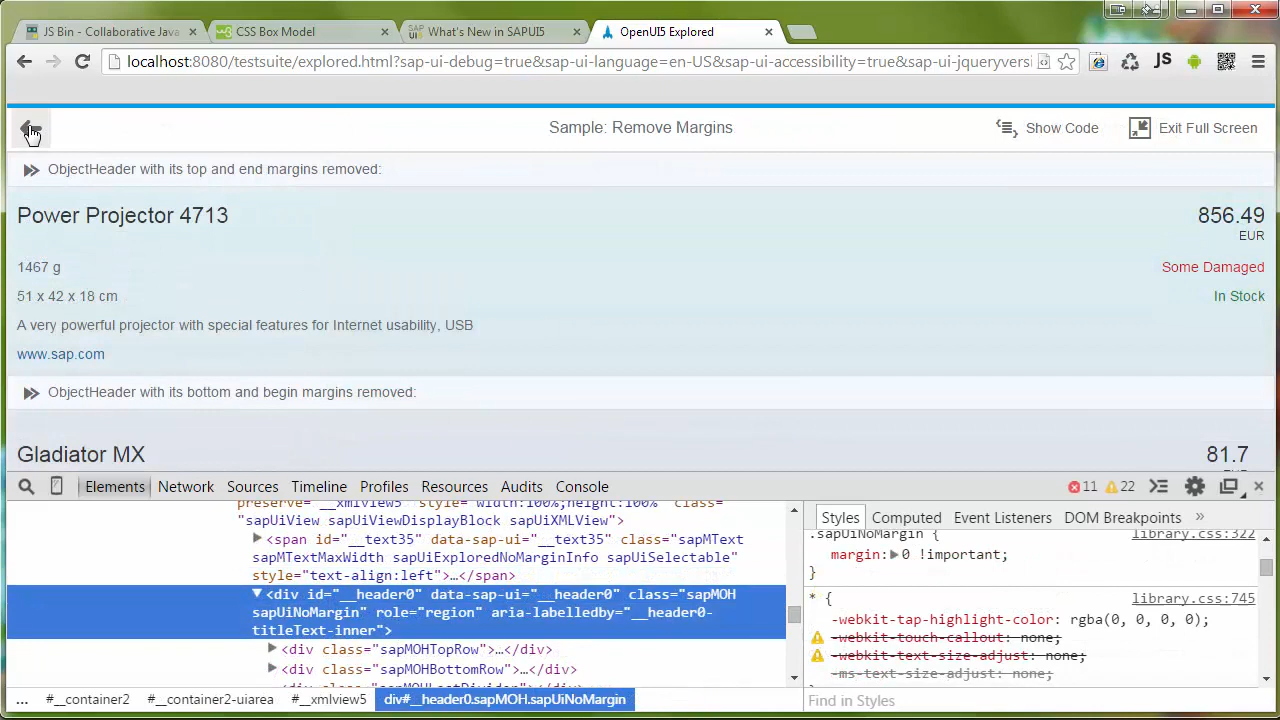 JS Bin - Collaborative Java
CSS Box Model
What's New in SAPUI5
OpenUI5 Explored
localhost:8080/testsuite/explored.html?sap-ui-debug=true&sap-ui-language=en-US&sap-ui-accessibility=true&sap-ui-jqueryversi
JS
Sample: Remove Margins
Show Code
Exit Full Screen
ObjectHeader with its top and end margins removed:
Power Projector 4713
856.49
EUR
1467 g
Some Damaged
51 x 42 x 18 cm
In Stock
A very powerful projector with special features for Internet usability, USB
www.sap.com
ObjectHeader with its bottom and begin margins removed:
Gladiator MX
81.7
Elements Network Sources Timeline Profiles Resources Audits Console
11 22
preserve="__xmlview5" style="width:100%;height:100%" class=
"sapUiView sapUiViewDisplayBlock sapUiXMLView">
<span id="__text35" data-sap-ui="__text35" class="sapMText
sapMTextMaxWidth sapUiExploredNoMarginInfo sapUiSelectable"
style="text-align:left">…</span>
<div id="__header0" data-sap-ui="__header0" class="sapMOH
sapUiNoMargin" role="region" aria-labelledby="__header0-
titleText-inner">
<div class="sapMOHTopRow">…</div>
<div class="sapMOHBottomRow">…</div>
... #__container2 #__container2-uiarea #__xmlview5 div#__header0.sapMOH.sapUiNoMargin
Styles Computed Event Listeners DOM Breakpoints »
.sapUiNoMargin { library.css:322
margin: 0 !important;
}
* { library.css:745
-webkit-tap-highlight-color: rgba(0, 0, 0, 0);
-webkit-touch-callout: none;
-webkit-text-size-adjust: none;
-ms-text-size-adjust: none;
Find in Styles